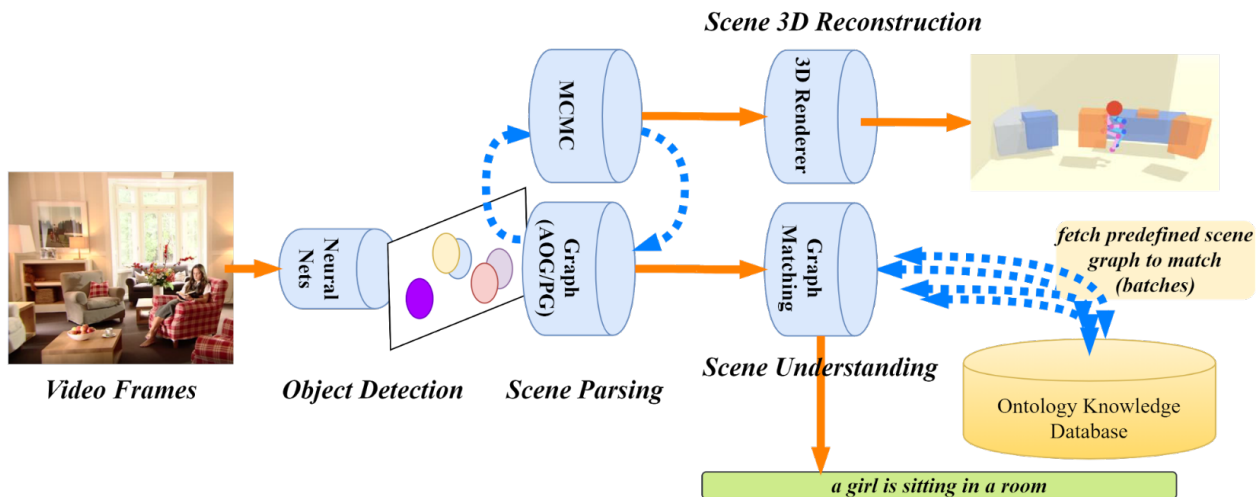 Scene 3D Reconstruction
MCMC
3D Renderer
Neural
Nets
Graph
(AOG/PG)
Graph
Matching
fetch predefined scene
graph to match
(batches)
Video Frames
Object Detection
Scene Parsing
Scene Understanding
Ontology Knowledge
Database
a girl is sitting in a room